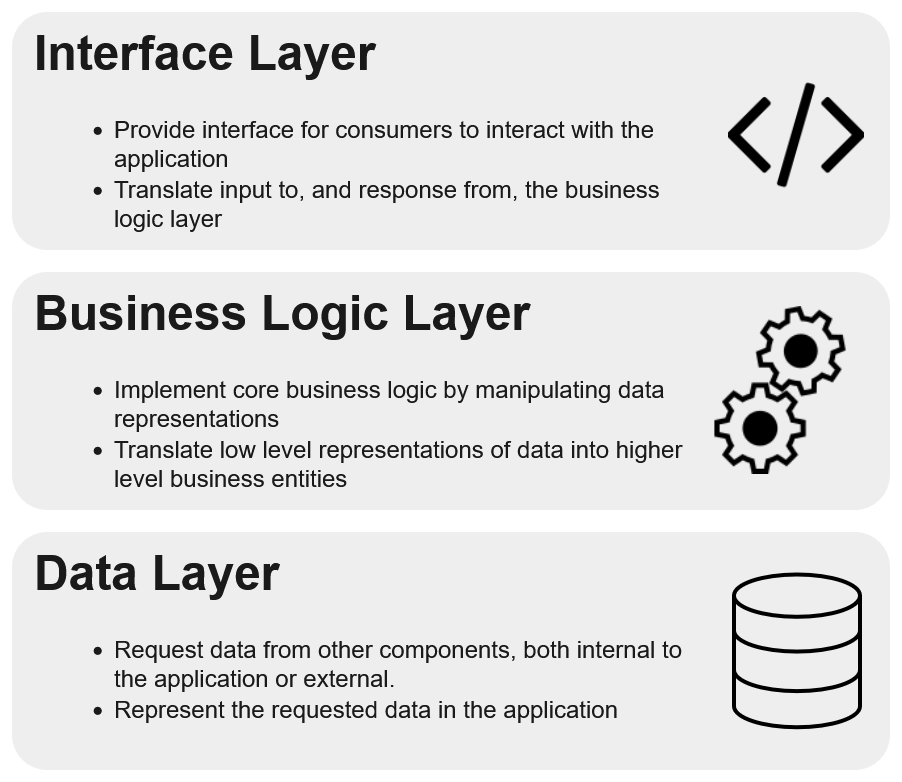 Interface Layer
• Provide interface for consumers to interact with the
application
• Translate input to, and response from, the business
logic layer
Business Logic Layer
• Implement core business logic by manipulating data
representations
• Translate low level representations of data into higher
level business entities
Data Layer
• Request data from other components, both internal to
the application or external.
• Represent the requested data in the application